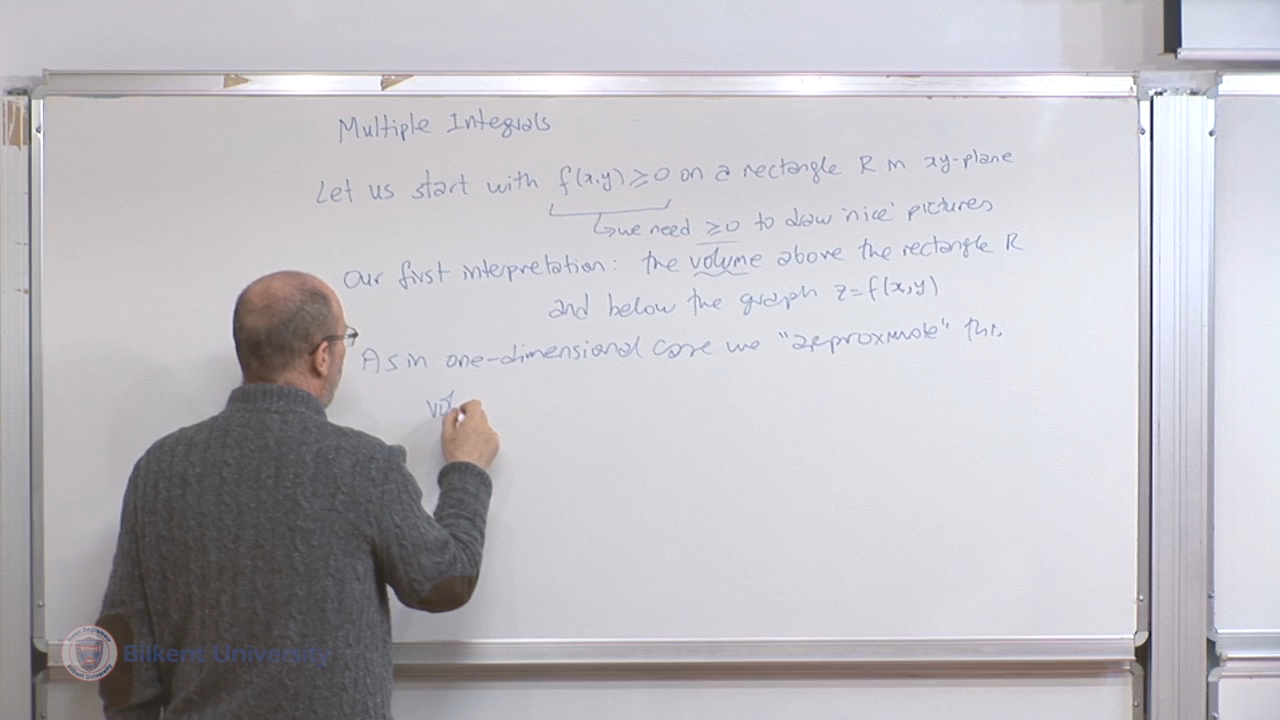 Multiple Integrals
Let us start with f(x,y) ≥ 0 on a rectangle R in xy-plane
↳ we need ≥0 to draw 'nice' pictures
Our first interpretation: the volume above the rectangle R
and below the graph z=f(x,y)
As in one-dimensional case we "approximate" this
vol
Bilkent University